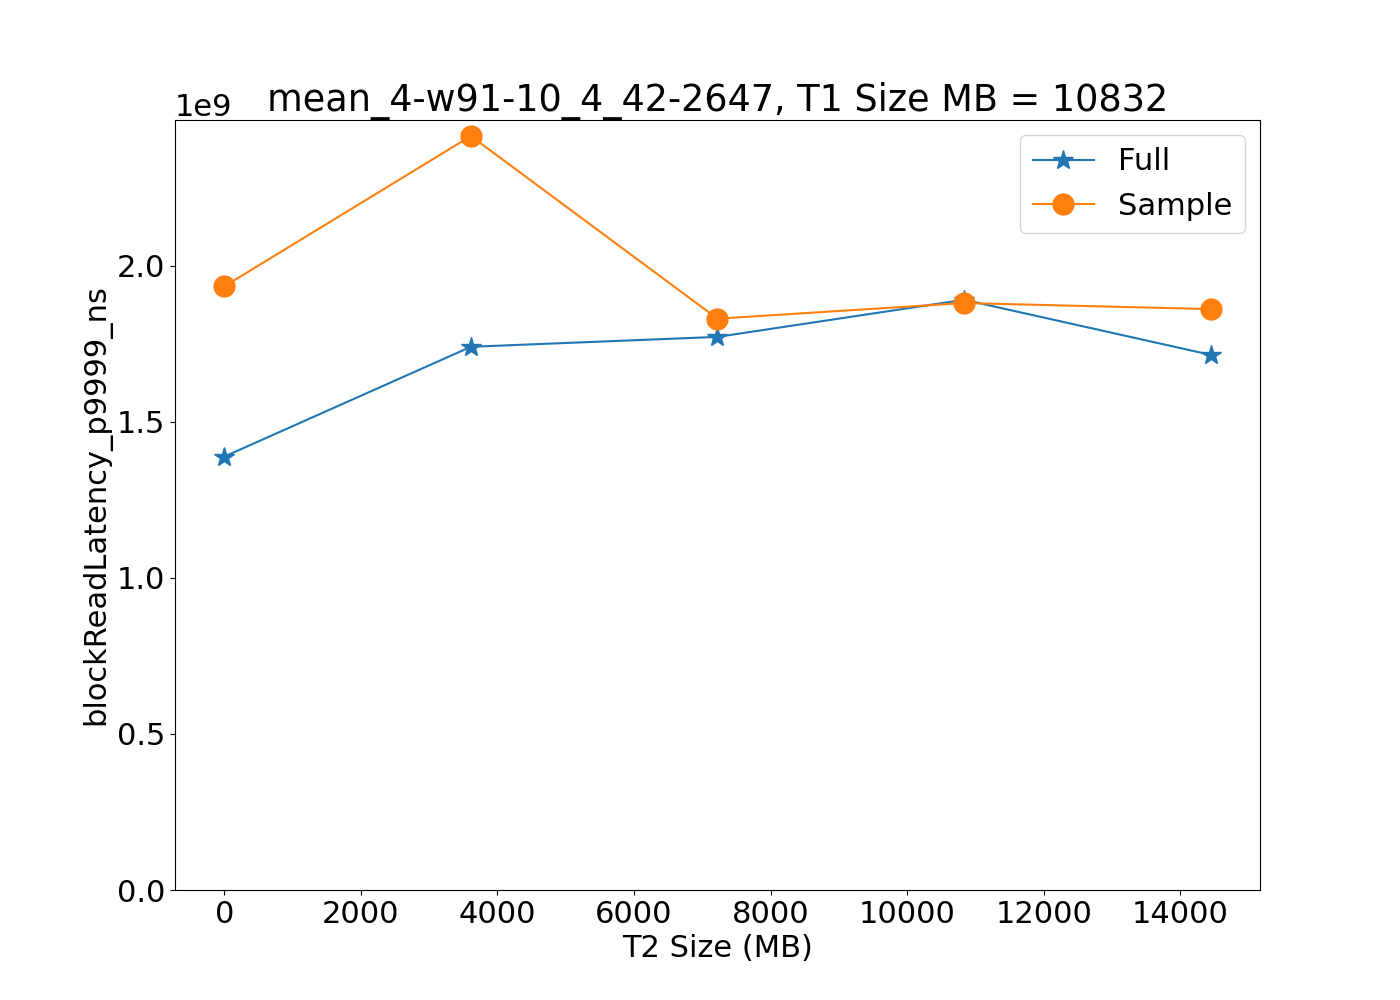 1e9
mean_4-w91-10_4_42-2647, T1 Size MB = 10832
Full
Sample
blockReadLatency_p9999_ns
2.0
1.5
1.0
0.5
0.0
0 2000 4000 6000 8000 10000 12000 14000
T2 Size (MB)